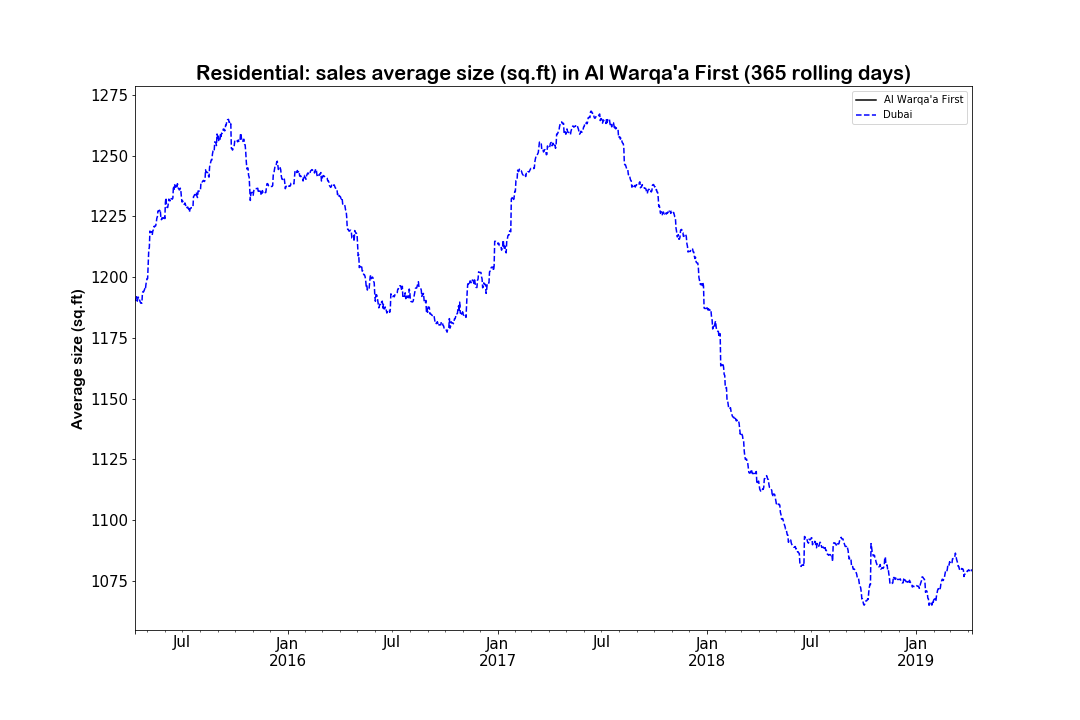 Residential: sales average size (sq.ft) in Al Warqa'a First (365 rolling days)
Al Warqa'a First
Dubai
Average size (sq.ft)
1275
1250
1225
1200
1175
1150
1125
1100
1075
Jul
Jan
2016
Jul
Jan
2017
Jul
Jan
2018
Jul
Jan
2019